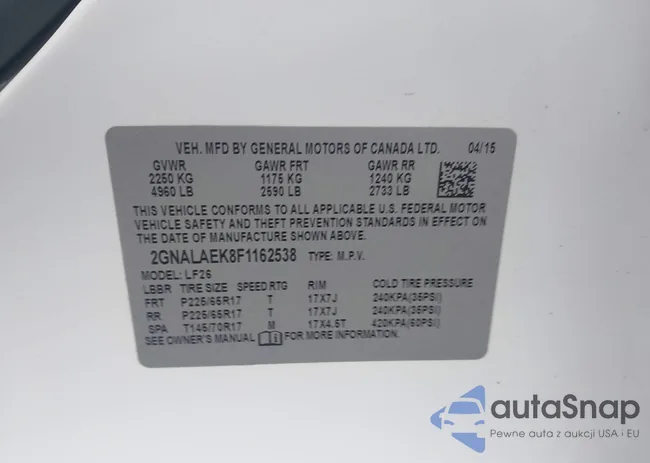 VEH. MFD BY GENERAL MOTORS OF CANADA LTD. 04/15
GVWR GAWR FRT GAWR RR
2250 KG 1175 KG 1240 KG
4960 LB 2590 LB 2733 LB
THIS VEHICLE CONFORMS TO ALL APPLICABLE U.S. FEDERAL MOTOR
VEHICLE SAFETY AND THEFT PREVENTION STANDARDS IN EFFECT ON
THE DATE OF MANUFACTURE SHOWN ABOVE.
2GNALAEK8F1162538 TYPE: M.P.V.
MODEL: LF26
LBBR TIRE SIZE SPEED RTG RIM COLD TIRE PRESSURE
FRT P225/65R17 T 17X7J 240KPA(35PSI)
RR P225/65R17 T 17X7J 240KPA(35PSI)
SPA T145/70R17 M 17X4.5T 420KPA(60PSI)
SEE OWNER'S MANUAL FOR MORE INFORMATION.
autaSnap
Pewne auta z aukcji USA i EU